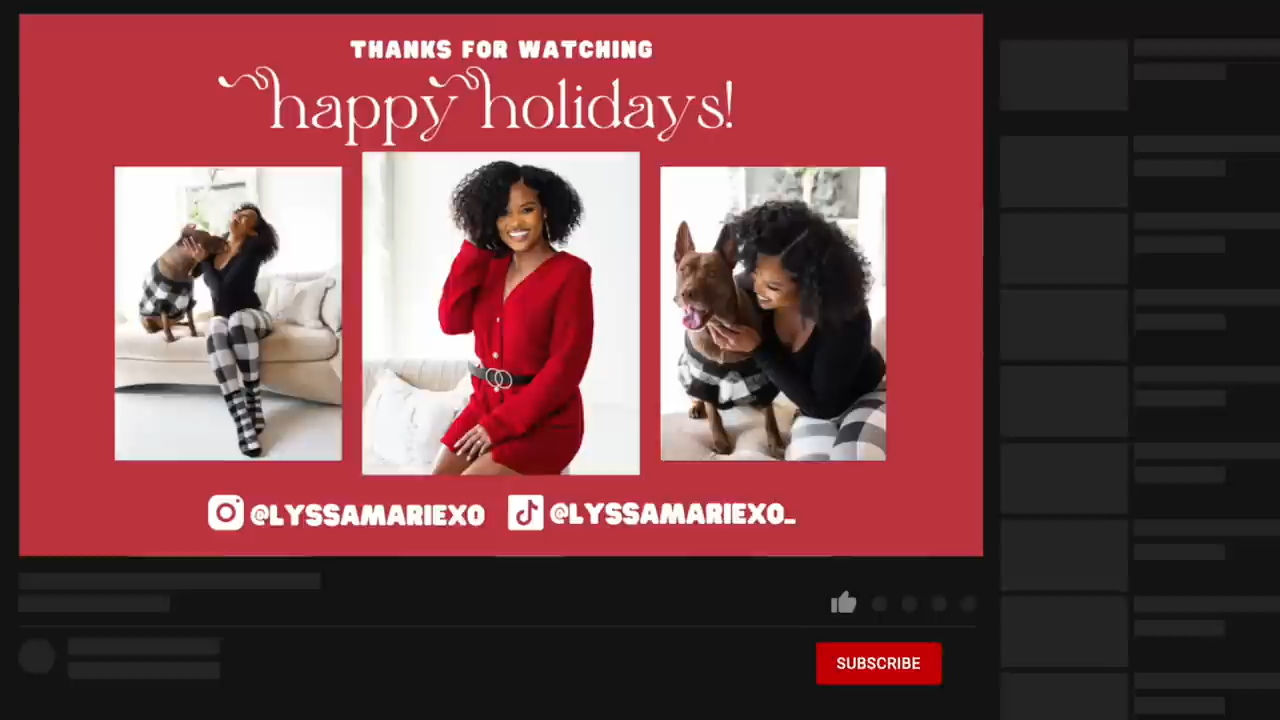 THANKS FOR WATCHING
happy holidays!
@LYSSAMARIEXO @LYSSAMARIEXO_
SUBSCRIBE